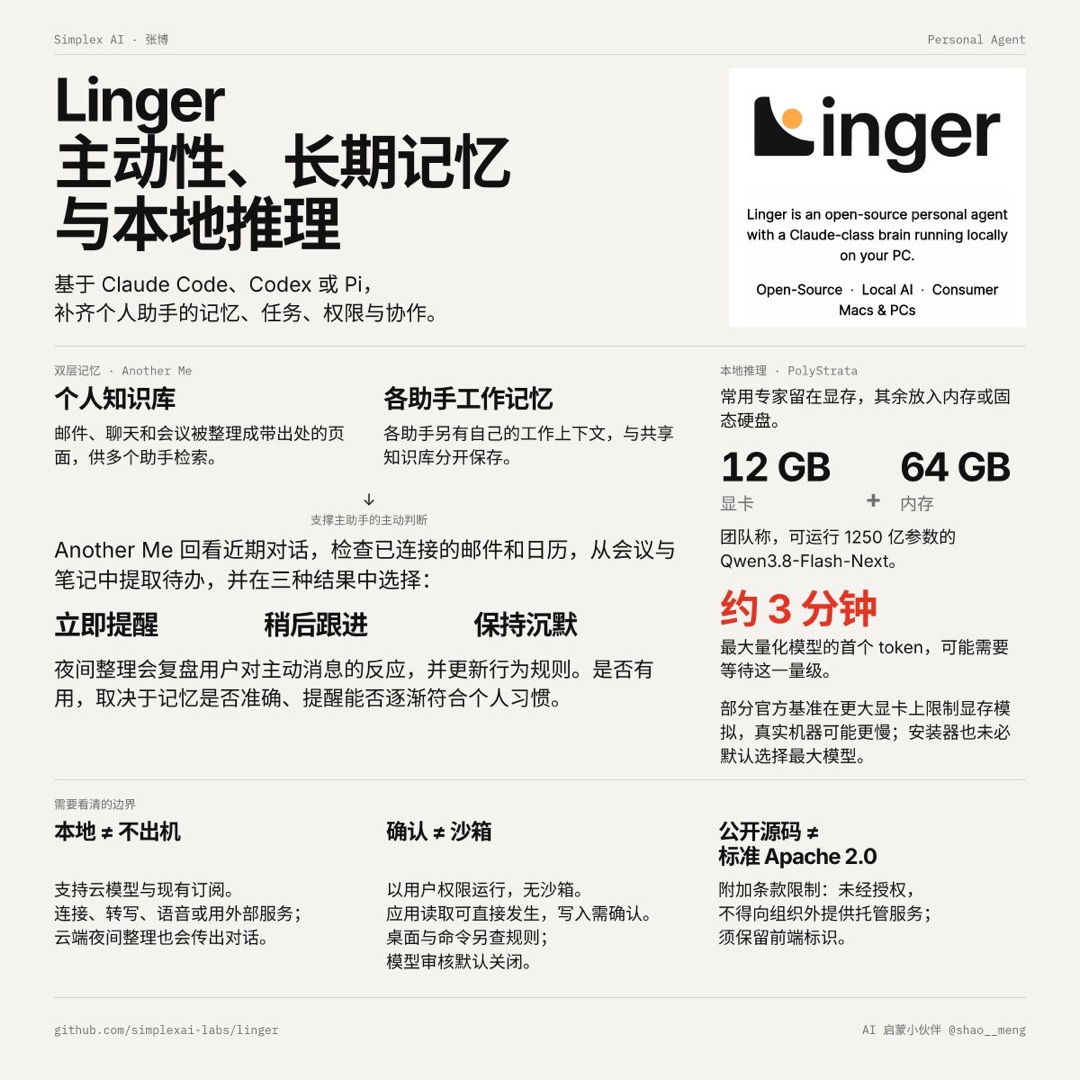 Simplex AI · 张博
Personal Agent
Linger
主动性、长期记忆
与本地推理
基于 Claude Code、Codex 或 Pi，
补齐个人助手的记忆、任务、权限与协作。
Linger
Linger is an open-source personal agent
with a Claude-class brain running locally
on your PC.
Open-Source · Local AI · Consumer
Macs & PCs
双层记忆 · Another Me
个人知识库
邮件、聊天和会议被整理成带出处的页
面，供多个助手检索。
各助手工作记忆
各助手另有自己的工作上下文，与共享
知识库分开保存。
↓
支撑主助手的主动判断
Another Me 回看近期对话，检查已连接的邮件和日历，从会议与
笔记中提取待办，并在三种结果中选择：
立即提醒
稍后跟进
保持沉默
夜间整理会复盘用户对主动消息的反应，并更新行为规则。是否有
用，取决于记忆是否准确、提醒能否逐渐符合个人习惯。
本地推理 · PolyStrata
常用专家留在显存，其余放入内存或固
态硬盘。
12 GB + 64 GB
显卡 内存
团队称，可运行 1250 亿参数的
Qwen3.8-Flash-Next。
约 3 分钟
最大量化模型的首个 token，可能需要
等待这一量级。
部分官方基准在更大显卡上限制显存模
拟，真实机器可能更慢；安装器也未必
默认选择最大模型。
需要看清的边界
本地 ≠ 不出机
支持云模型与现有订阅。
连接、转写、语音或用外部服务；
云端夜间整理也会传出对话。
确认 ≠ 沙箱
以用户权限运行，无沙箱。
应用读取可直接发生，写入需确认。
桌面与命令另查规则；
模型审核默认关闭。
公开源码 ≠
标准 Apache 2.0
附加条款限制：未经授权，
不得向组织外提供托管服务；
须保留前端标识。
github.com/simplexai-labs/linger
AI 启蒙小伙伴 @shao__meng